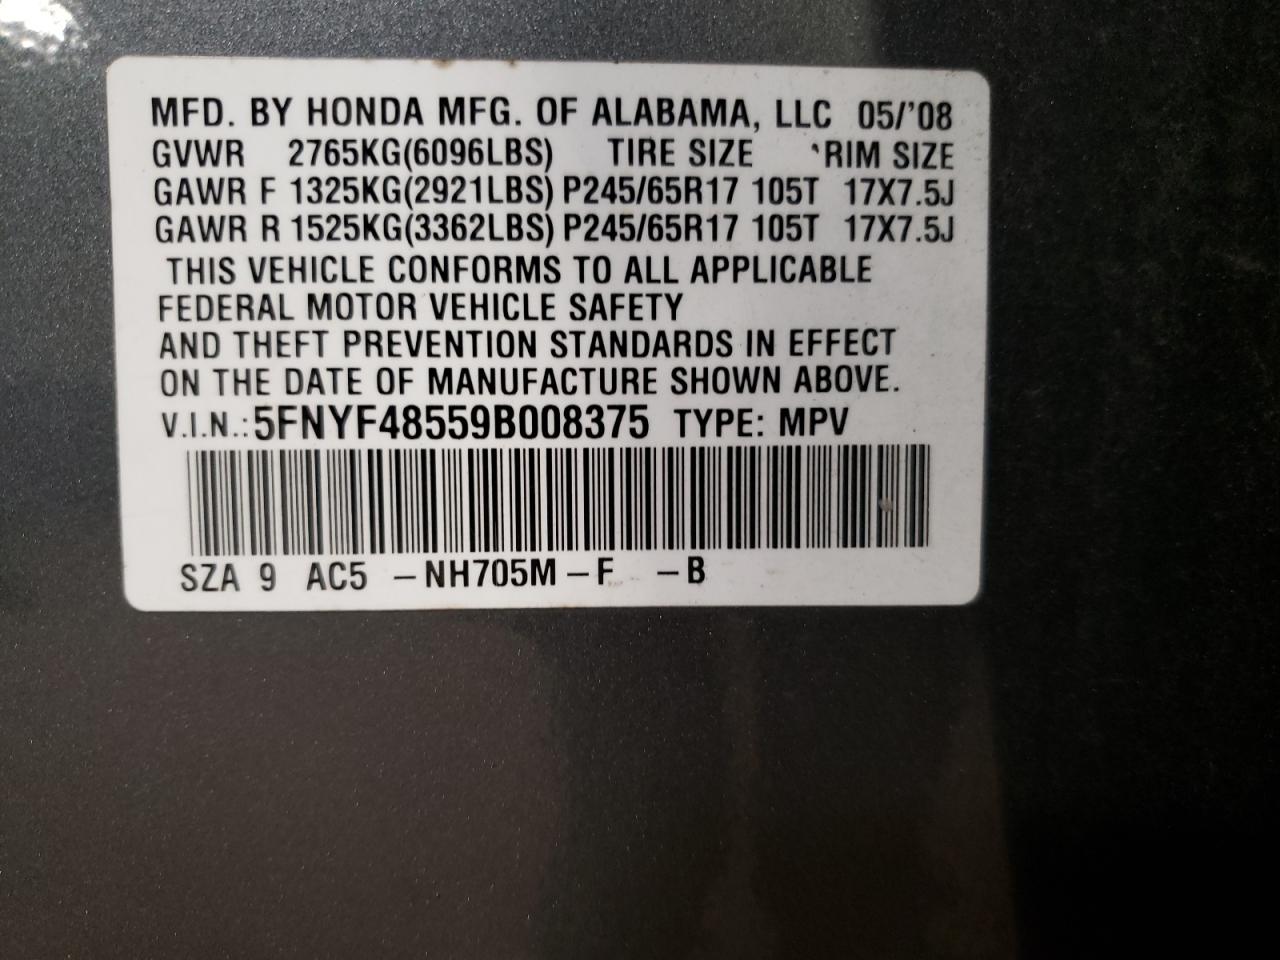 MFD. BY HONDA MFG. OF ALABAMA, LLC 05/'08
GVWR 2765KG(6096LBS) TIRE SIZE RIM SIZE
GAWR F 1325KG(2921LBS) P245/65R17 105T 17X7.5J
GAWR R 1525KG(3362LBS) P245/65R17 105T 17X7.5J
THIS VEHICLE CONFORMS TO ALL APPLICABLE
FEDERAL MOTOR VEHICLE SAFETY
AND THEFT PREVENTION STANDARDS IN EFFECT
ON THE DATE OF MANUFACTURE SHOWN ABOVE.
V.I.N.: 5FNYF48559B008375 TYPE: MPV
SZA 9 AC5 -NH705M-F -B